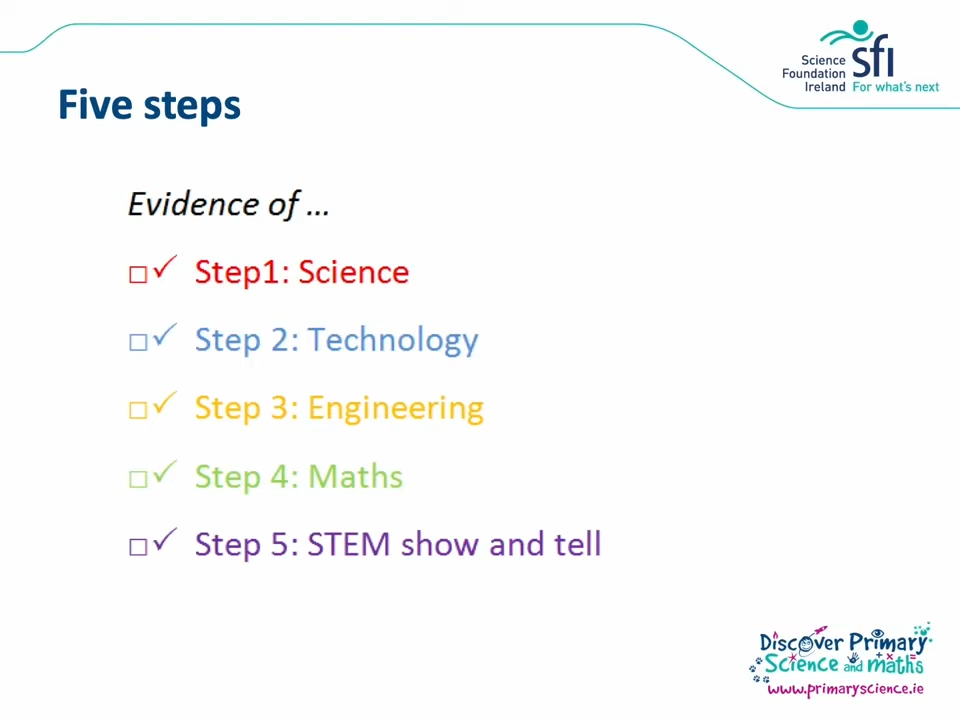 Science
Foundation
Ireland
sfi
For what's next
Five steps
Evidence of ...
□✓ Step1: Science
□✓ Step 2: Technology
□✓ Step 3: Engineering
□✓ Step 4: Maths
□✓ Step 5: STEM show and tell
Discover Primary
Science and maths
www.primaryscience.ie